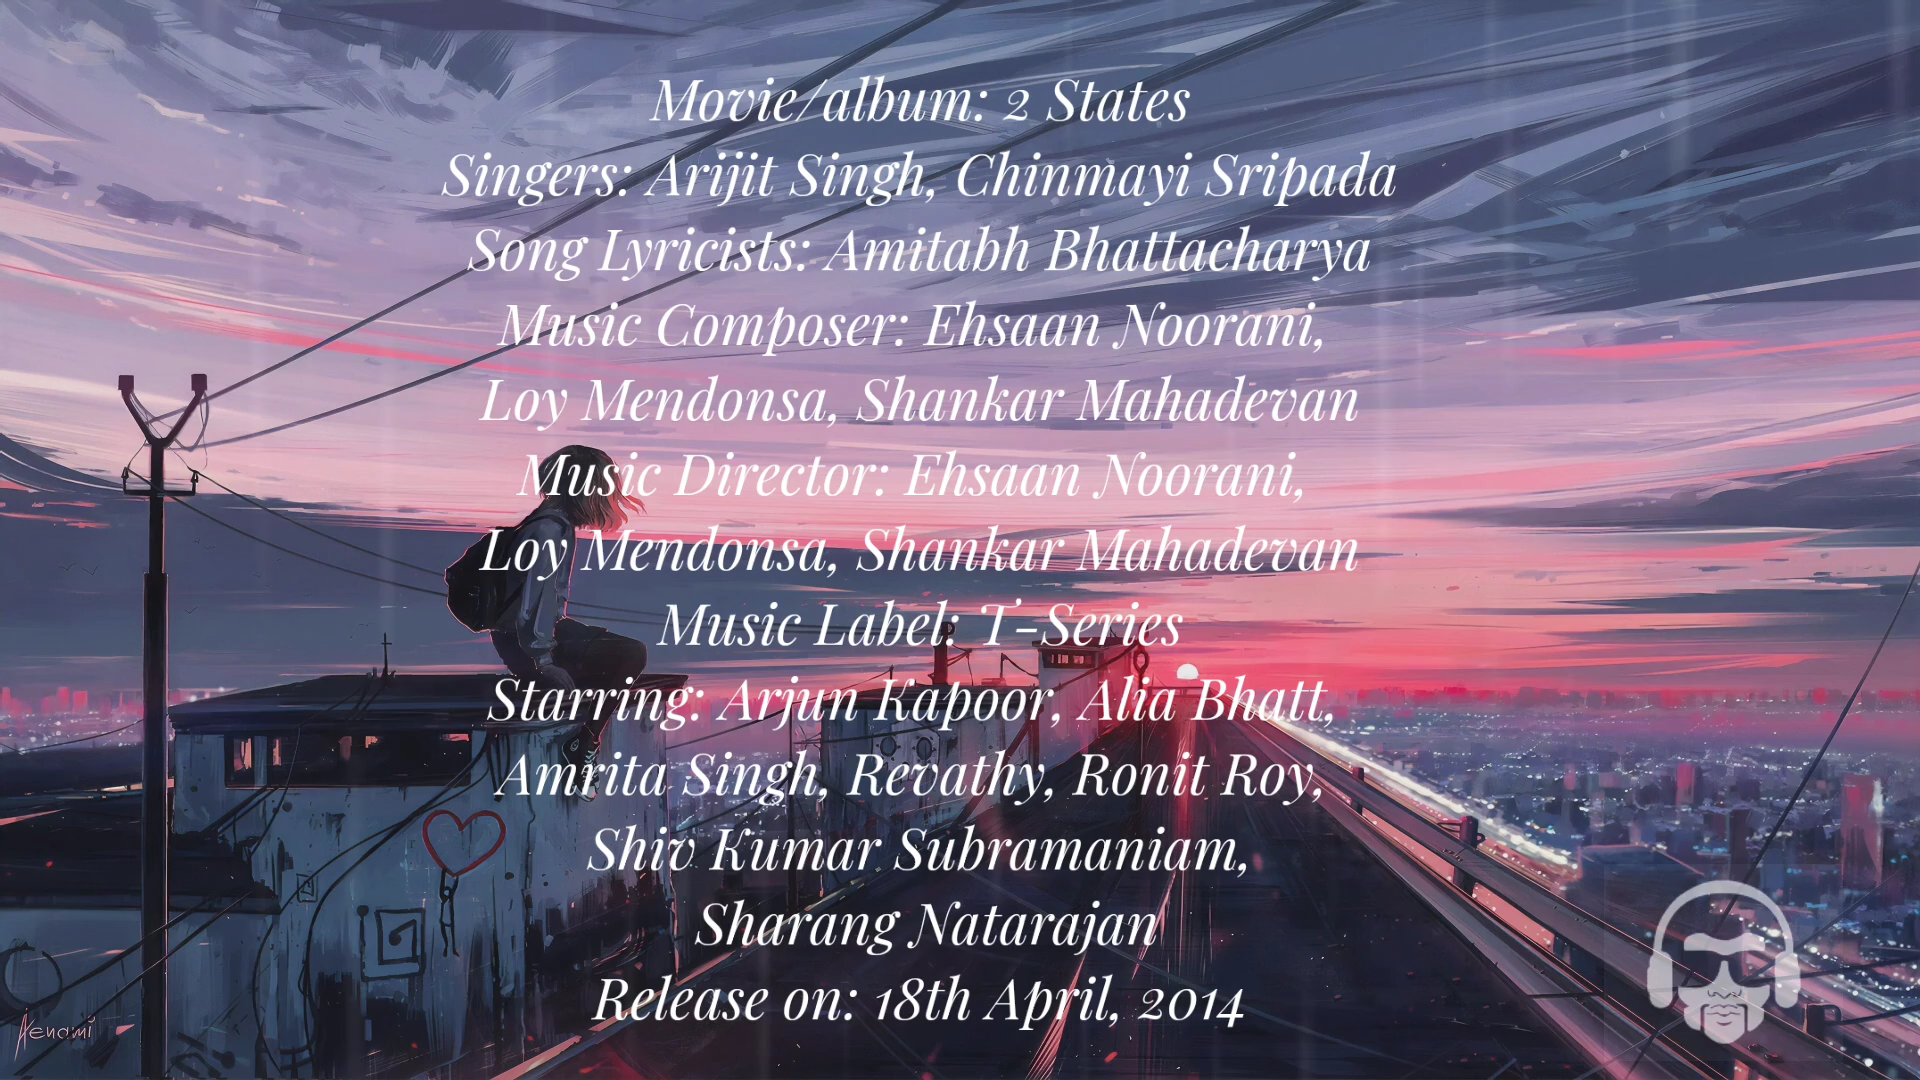 Movie/album: 2 States
Singers: Arijit Singh, Chinmayi Sripada
Song Lyricists: Amitabh Bhattacharya
Music Composer: Ehsaan Noorani,
Loy Mendonsa, Shankar Mahadevan
Music Director: Ehsaan Noorani,
Loy Mendonsa, Shankar Mahadevan
Music Label: T-Series
Starring: Arjun Kapoor, Alia Bhatt,
Amrita Singh, Revathy, Ronit Roy,
Shiv Kumar Subramaniam,
Sharang Natarajan
Release on: 18th April, 2014
Aenami